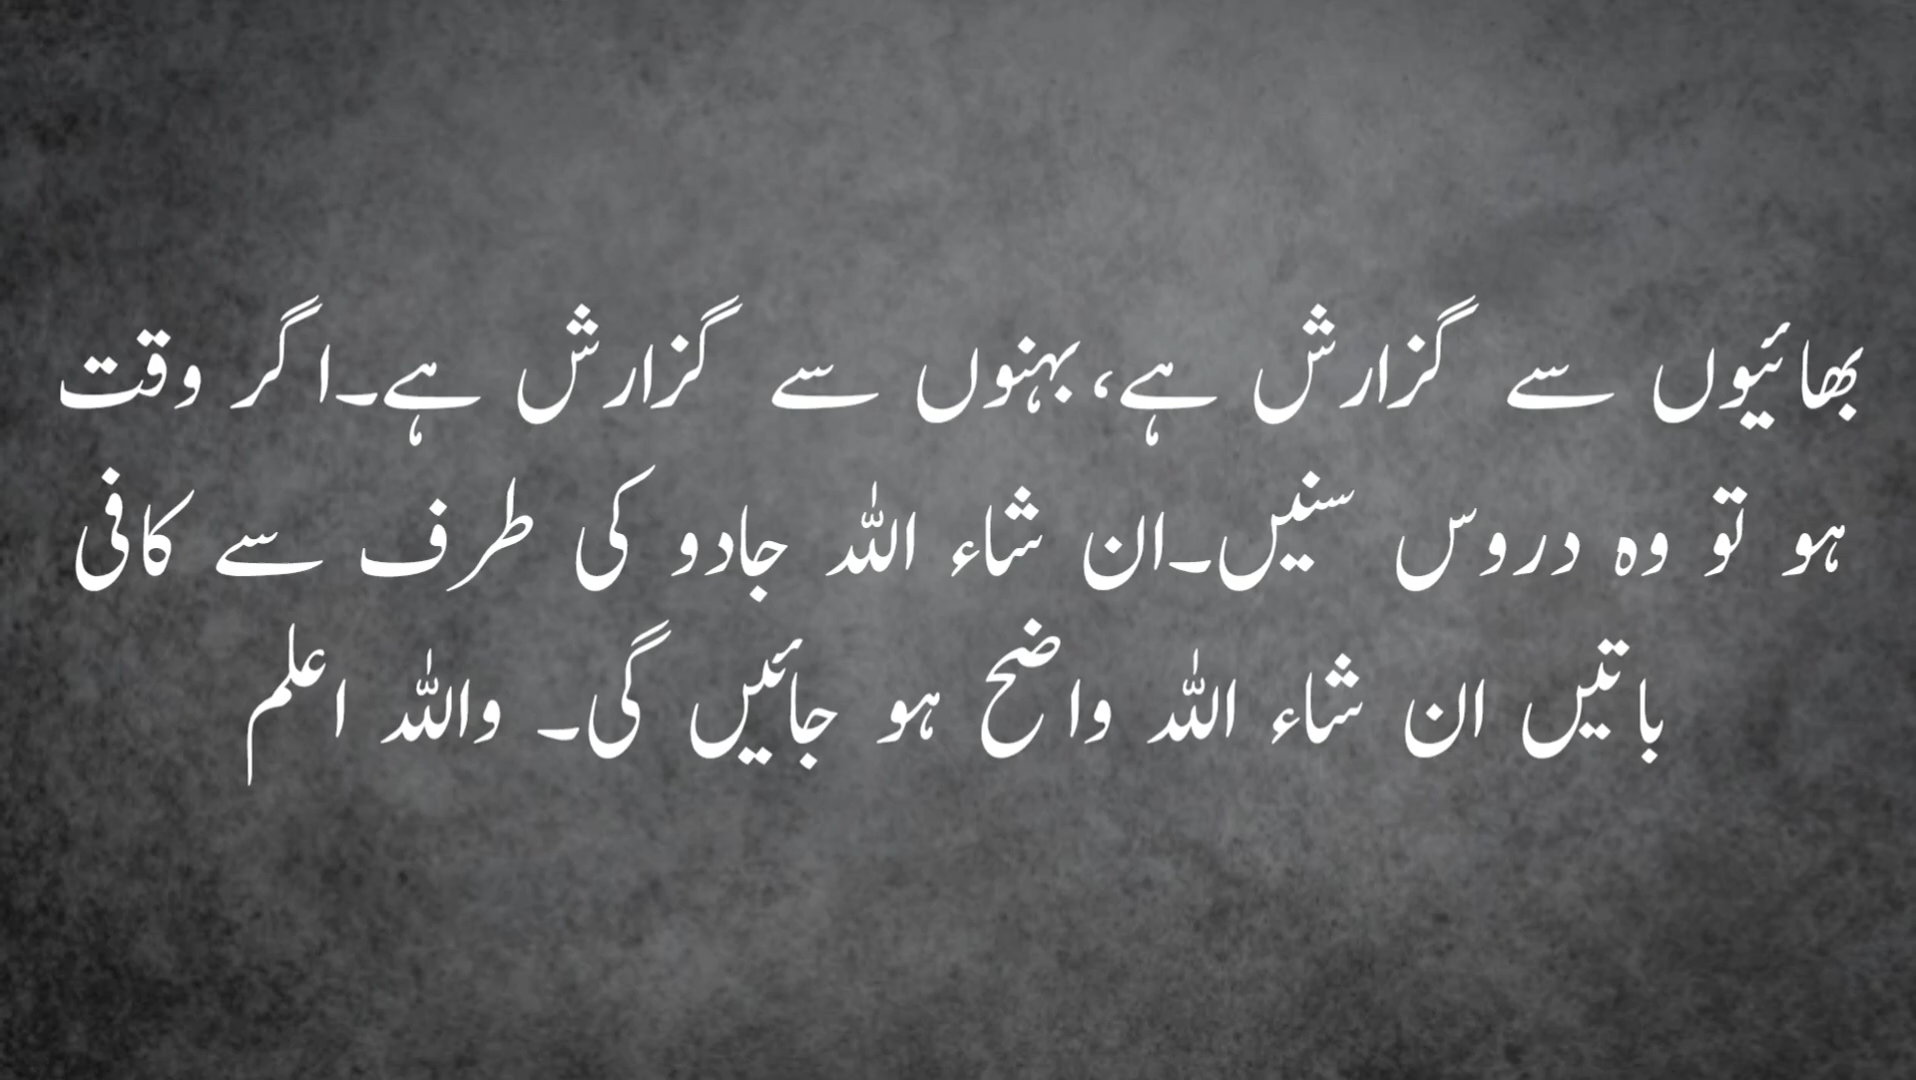 بھائیوں سے گزارش ہے، بہنوں سے گزارش ہے۔اگر وقت
ہو تو وہ دروس سنیں۔ان شاء اللہ جادو کی طرف سے کافی
باتیں ان شاء اللہ واضح ہو جائیں گی۔ واللہ اعلم